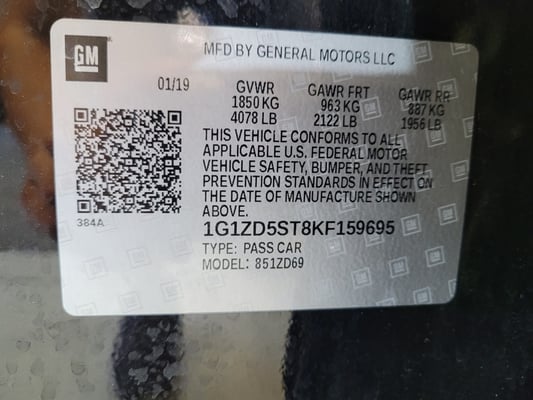 GM
MFD BY GENERAL MOTORS LLC
01/19
GVWR GAWR FRT GAWR RR
1850 KG 963 KG 887 KG
4078 LB 2122 LB 1956 LB
THIS VEHICLE CONFORMS TO ALL
APPLICABLE U.S. FEDERAL MOTOR
VEHICLE SAFETY, BUMPER, AND THEFT
PREVENTION STANDARDS IN EFFECT ON
THE DATE OF MANUFACTURE SHOWN
ABOVE.
384A
1G1ZD5ST8KF159695
TYPE: PASS CAR
MODEL: 851ZD69